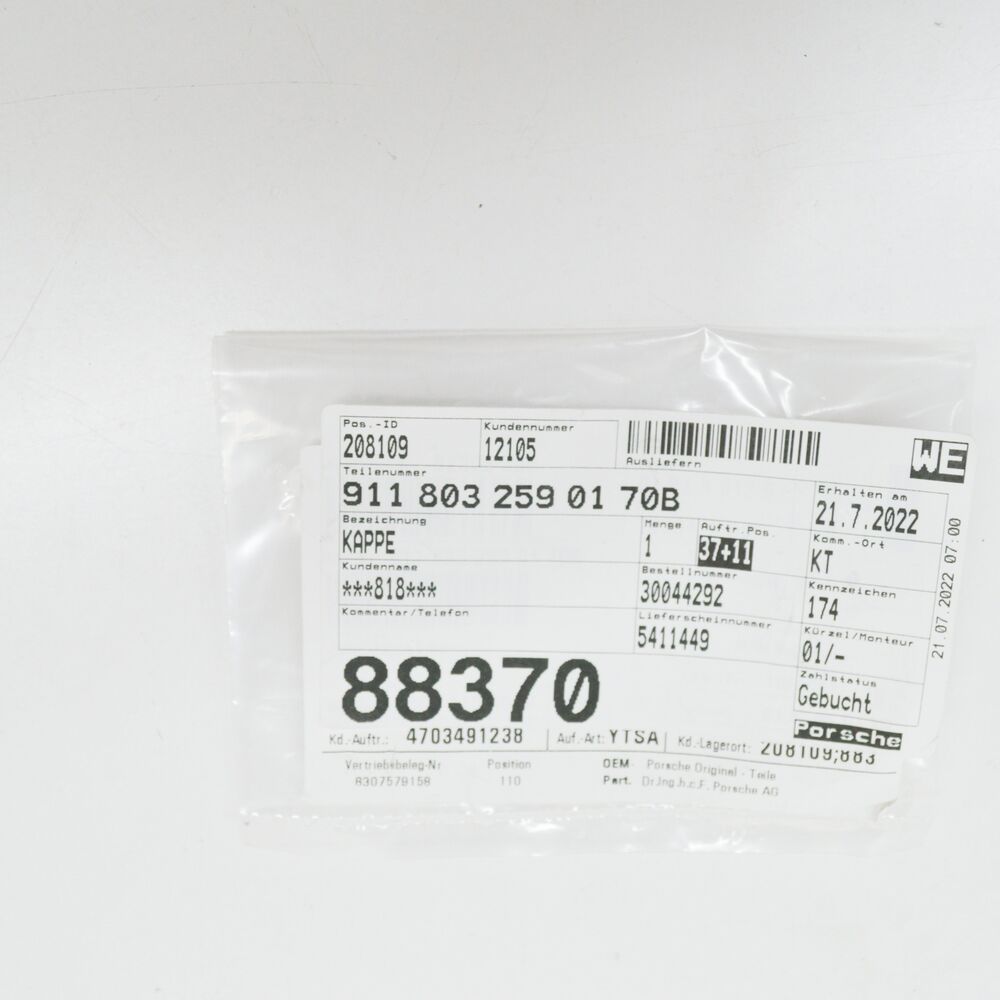 Pos.-ID Kundennummer
208109 12105
Ausliefern
WE
Teilenummer
911 803 259 01 70B
Erhalten am
21.7.2022
Bezeichnung Menge Auftr.Pos.
KAPPE 1 37+11
Komm.-Ort
KT
Kundenname Bestellnummer
***818*** 30044292
Kennzeichen
174
Kommentar/Telefon Lieferscheinnummer
5411449
Kürzel/Monteur
01/-
Zahlstatus
Gebucht
88370
Porsche
21.07.2022 07:00
Kd.-Auftr.: 4703491238 Auf.-Art: YTSA Kd.-Lagerort: 208109;883
Vertriebsbeleg-Nr Position OEM Porsche Original - Teile
8307579158 110 Part. Dr.Ing.h.c.F. Porsche AG